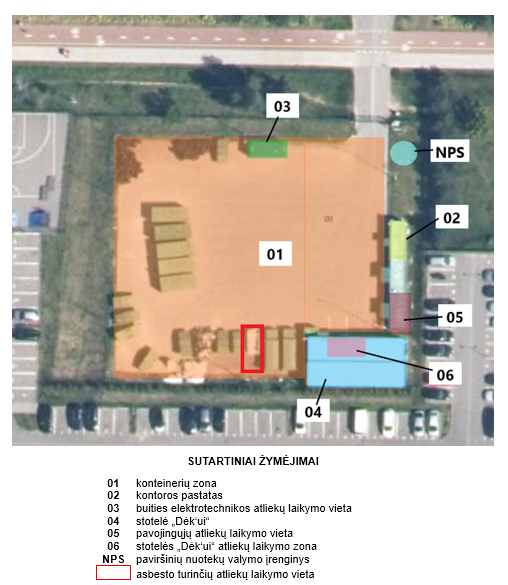 03
NPS
02
01
05
06
04
SUTARTINIAI ŽYMĖJIMAI
01 konteinerių zona
02 kontoros pastatas
03 buities elektrotechnikos atliekų laikymo vieta
04 stotelė „Dėk‘ui“
05 pavojingųjų atliekų laikymo vieta
06 stotelės „Dėk‘ui“ atliekų laikymo zona
NPS paviršinių nuotekų valymo įrenginys
asbesto turinčių atliekų laikymo vieta